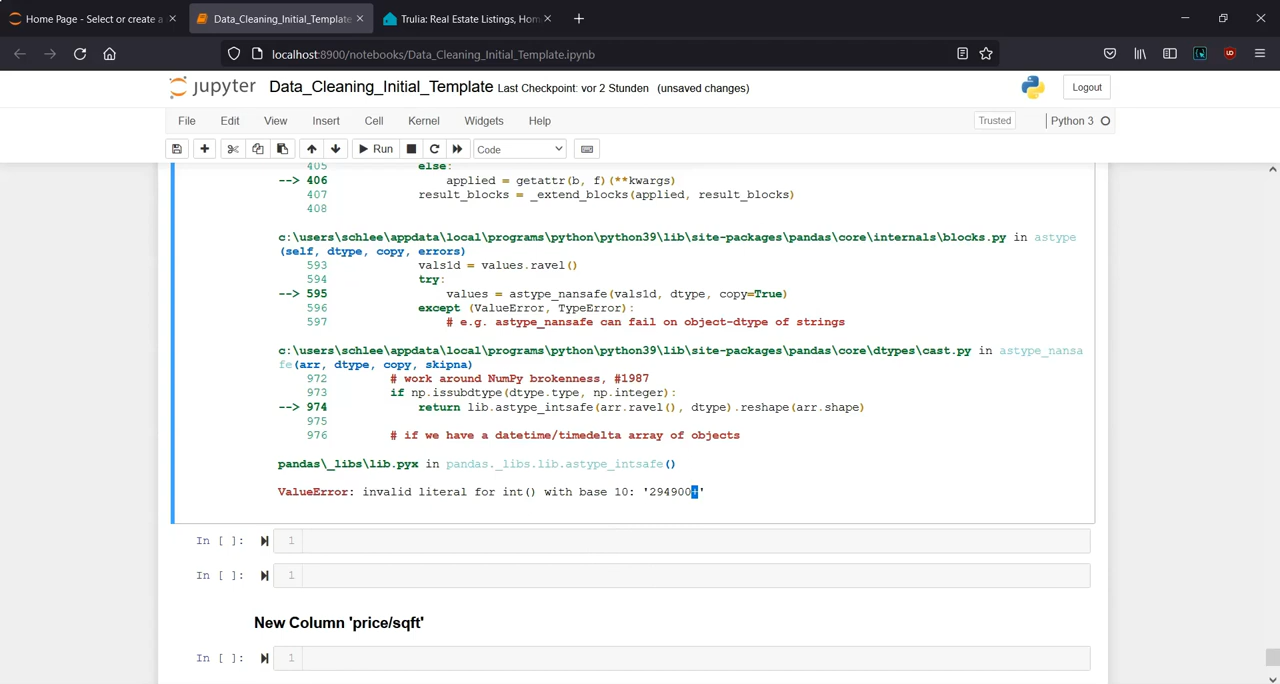 Home Page - Select or create a
Data_Cleaning_Initial_Template
Trulia: Real Estate Listings, Hom
localhost:8900/notebooks/Data_Cleaning_Initial_Template.ipynb
jupyter Data_Cleaning_Initial_Template Last Checkpoint: vor 2 Stunden (unsaved changes)
Logout
File Edit View Insert Cell Kernel Widgets Help
Trusted
Python 3
Run
Code
405 else:
--> 406 applied = getattr(b, f)(**kwargs)
407 result_blocks = _extend_blocks(applied, result_blocks)
408
c:\users\schlee\appdata\local\programs\python\python39\lib\site-packages\pandas\core\internals\blocks.py in astype
(self, dtype, copy, errors)
593 vals1d = values.ravel()
594 try:
--> 595 values = astype_nansafe(vals1d, dtype, copy=True)
596 except (ValueError, TypeError):
597 # e.g. astype_nansafe can fail on object-dtype of strings
c:\users\schlee\appdata\local\programs\python\python39\lib\site-packages\pandas\core\dtypes\cast.py in astype_nansa
fe(arr, dtype, copy, skipna)
972 # work around NumPy brokenness, #1987
973 if np.issubdtype(dtype.type, np.integer):
--> 974 return lib.astype_intsafe(arr.ravel(), dtype).reshape(arr.shape)
975
976 # if we have a datetime/timedelta array of objects
pandas\_libs\lib.pyx in pandas._libs.lib.astype_intsafe()
ValueError: invalid literal for int() with base 10: '294900+'
In [ ]: 1
In [ ]: 1
New Column 'price/sqft'
In [ ]: 1